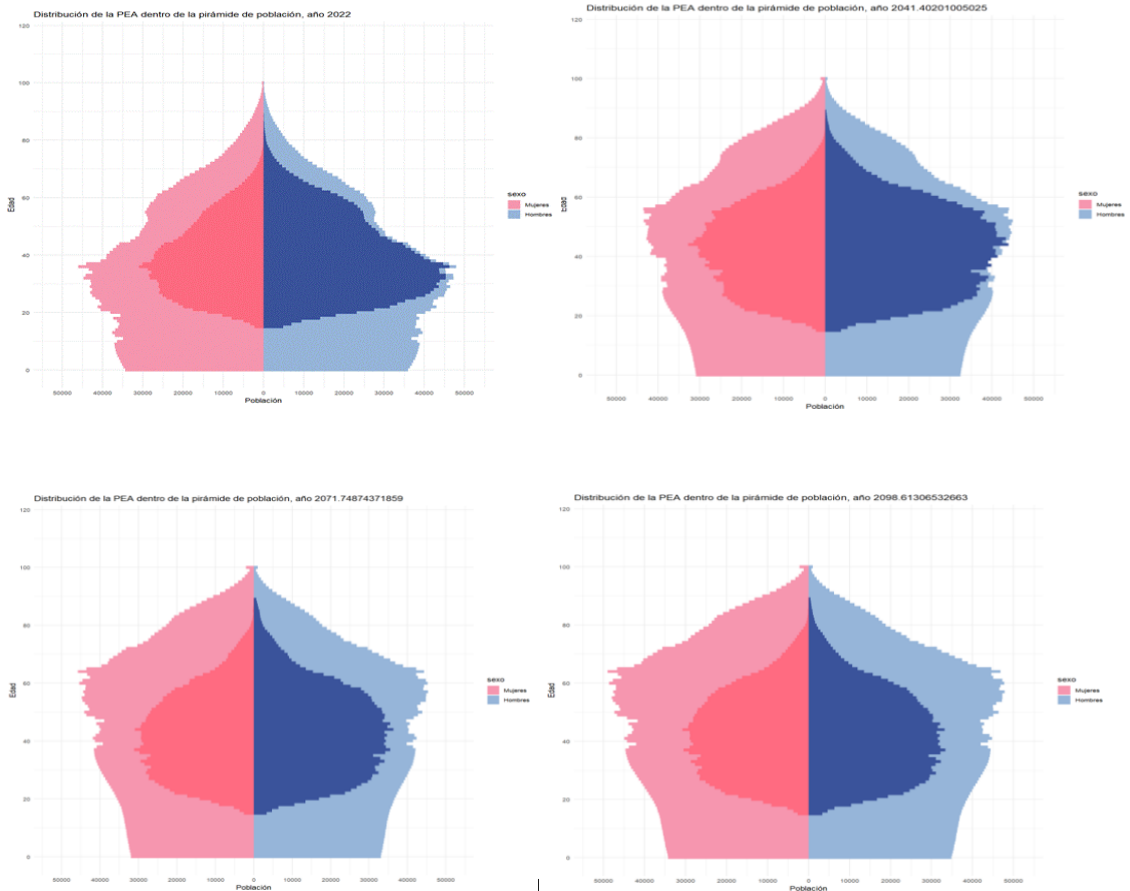 Distribución de la PEA dentro de la pirámide de población, año 2022
120
100
80
60
40
20
0
Edad
50000 40000 30000 20000 10000 0 10000 20000 30000 40000 50000
Población
sexo
Mujeres
Hombres
Distribución de la PEA dentro de la pirámide de población, año 2041.40201005025
120
100
80
60
40
20
0
Edad
50000 40000 30000 20000 10000 0 10000 20000 30000 40000 50000
Población
sexo
Mujeres
Hombres
Distribución de la PEA dentro de la pirámide de población, año 2071.74874371859
120
100
80
60
40
20
0
Edad
50000 40000 30000 20000 10000 0 10000 20000 30000 40000 50000
Población
sexo
Mujeres
Hombres
Distribución de la PEA dentro de la pirámide de población, año 2098.61306532663
120
100
80
60
40
20
0
Edad
50000 40000 30000 20000 10000 0 10000 20000 30000 40000 50000
Población
sexo
Mujeres
Hombres